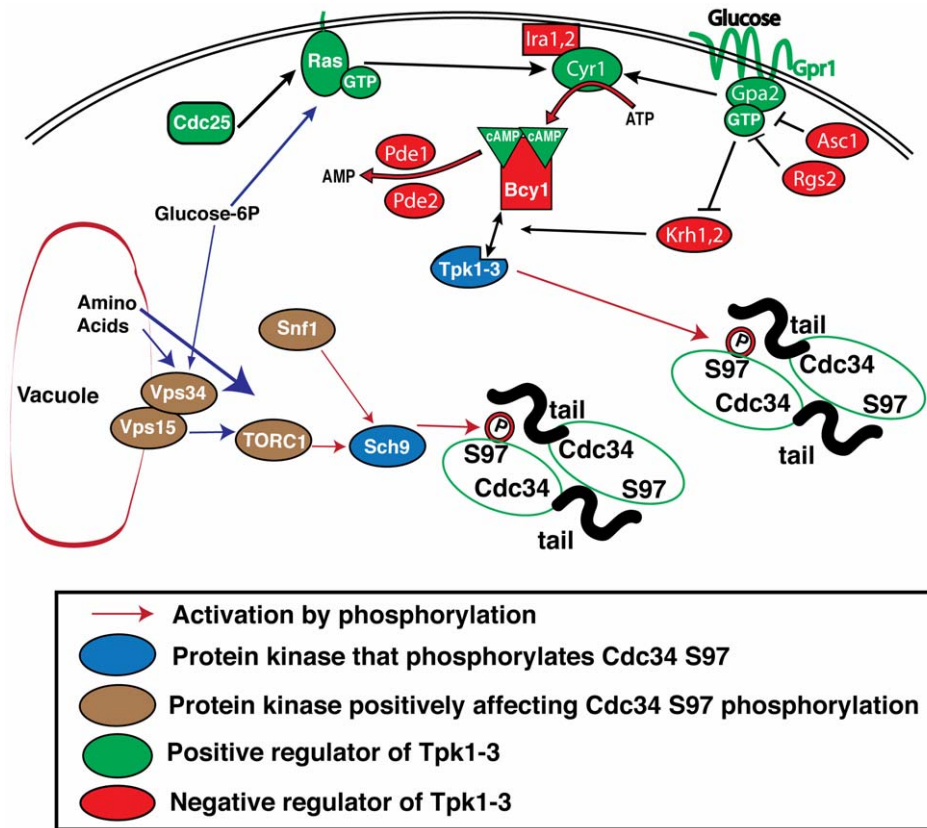 Glucose
Gpr1
Ira1,2
Ras
GTP
Cyr1
Gpa2
GTP
Cdc25
ATP
Asc1
cAMP
cAMP
Pde1
AMP
Pde2
Bcy1
Rgs2
Krh1,2
Glucose-6P
Tpk1-3
Amino
Acids
Snf1
P
tail
S97
Cdc34
Cdc34
S97
tail
Vacuole
Vps34
Vps15
TORC1
Sch9
P
tail
S97
Cdc34
Cdc34
S97
tail
Activation by phosphorylation
Protein kinase that phosphorylates Cdc34 S97
Protein kinase positively affecting Cdc34 S97 phosphorylation
Positive regulator of Tpk1-3
Negative regulator of Tpk1-3